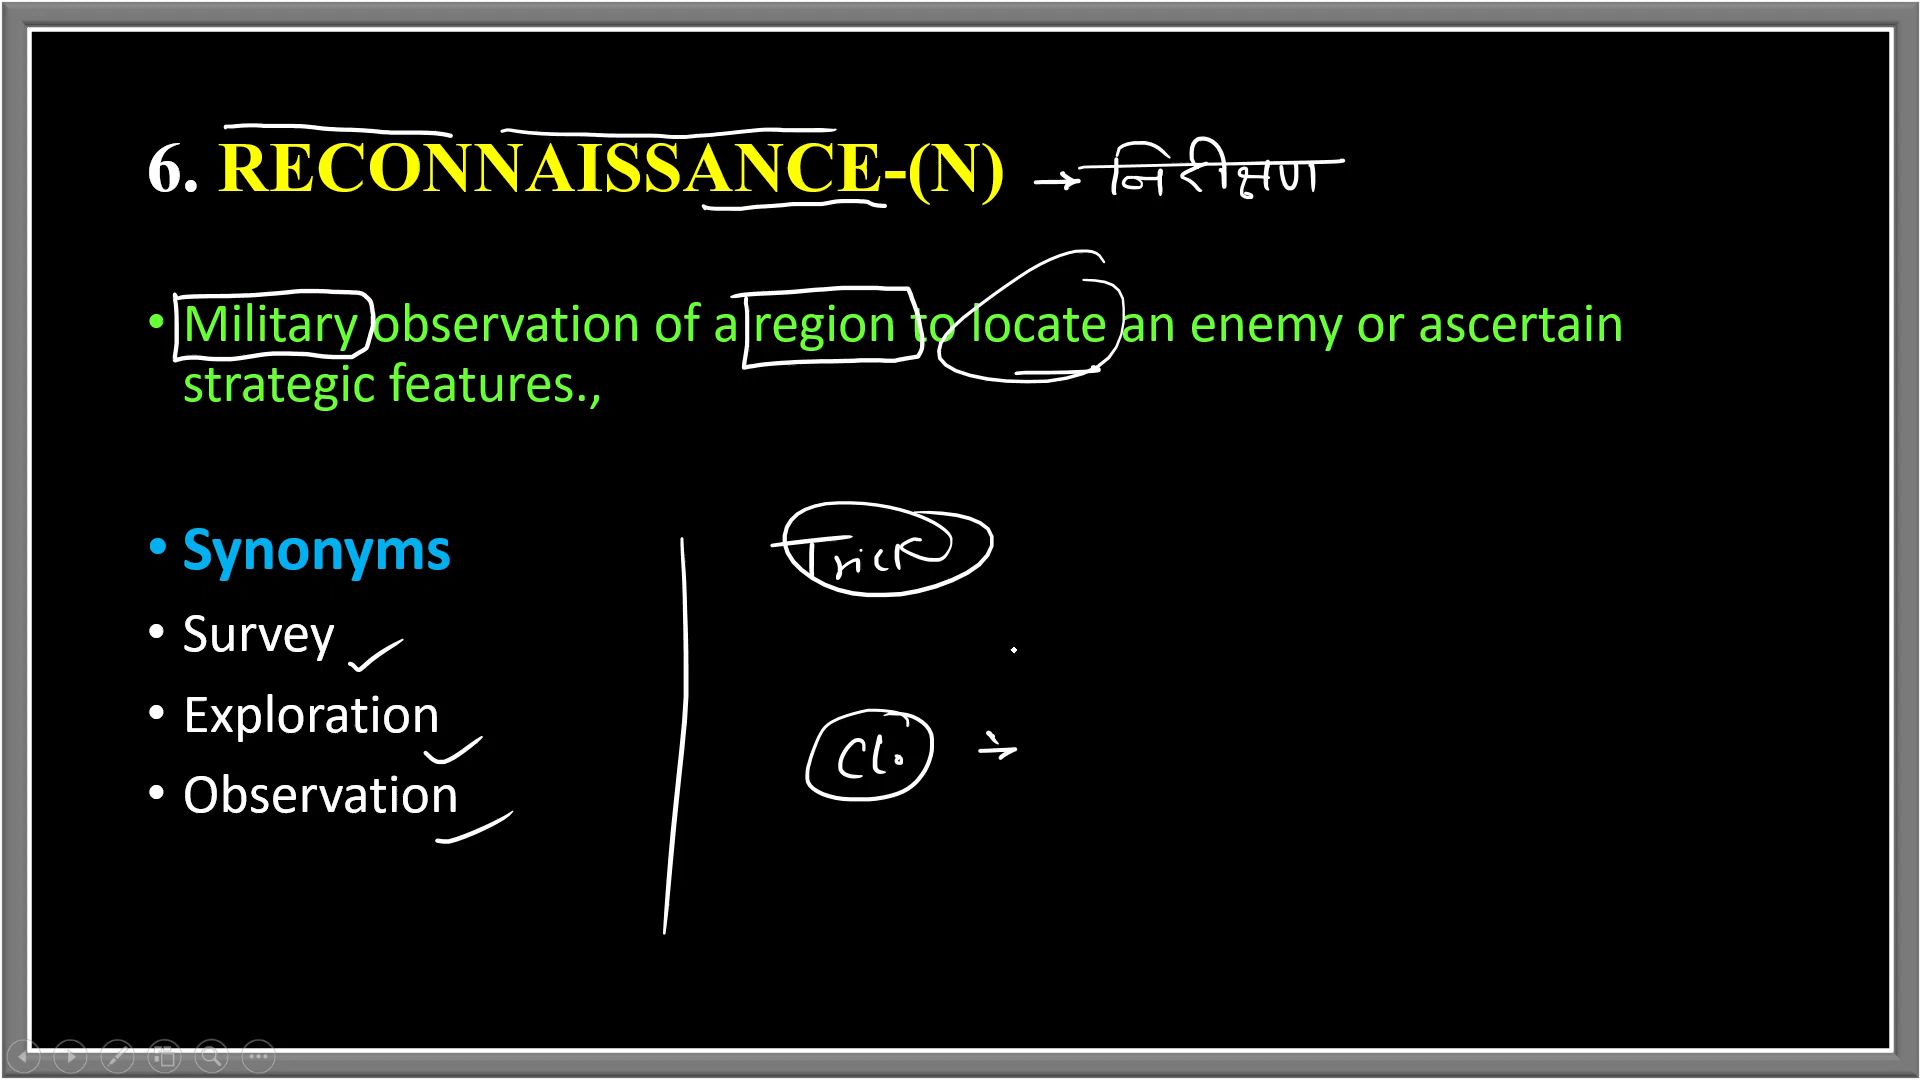 6. RECONNAISSANCE-(N) → निरीक्षण
• Military observation of a region to locate an enemy or ascertain
strategic features.,
• Synonyms
• Survey
• Exploration
• Observation
Trick